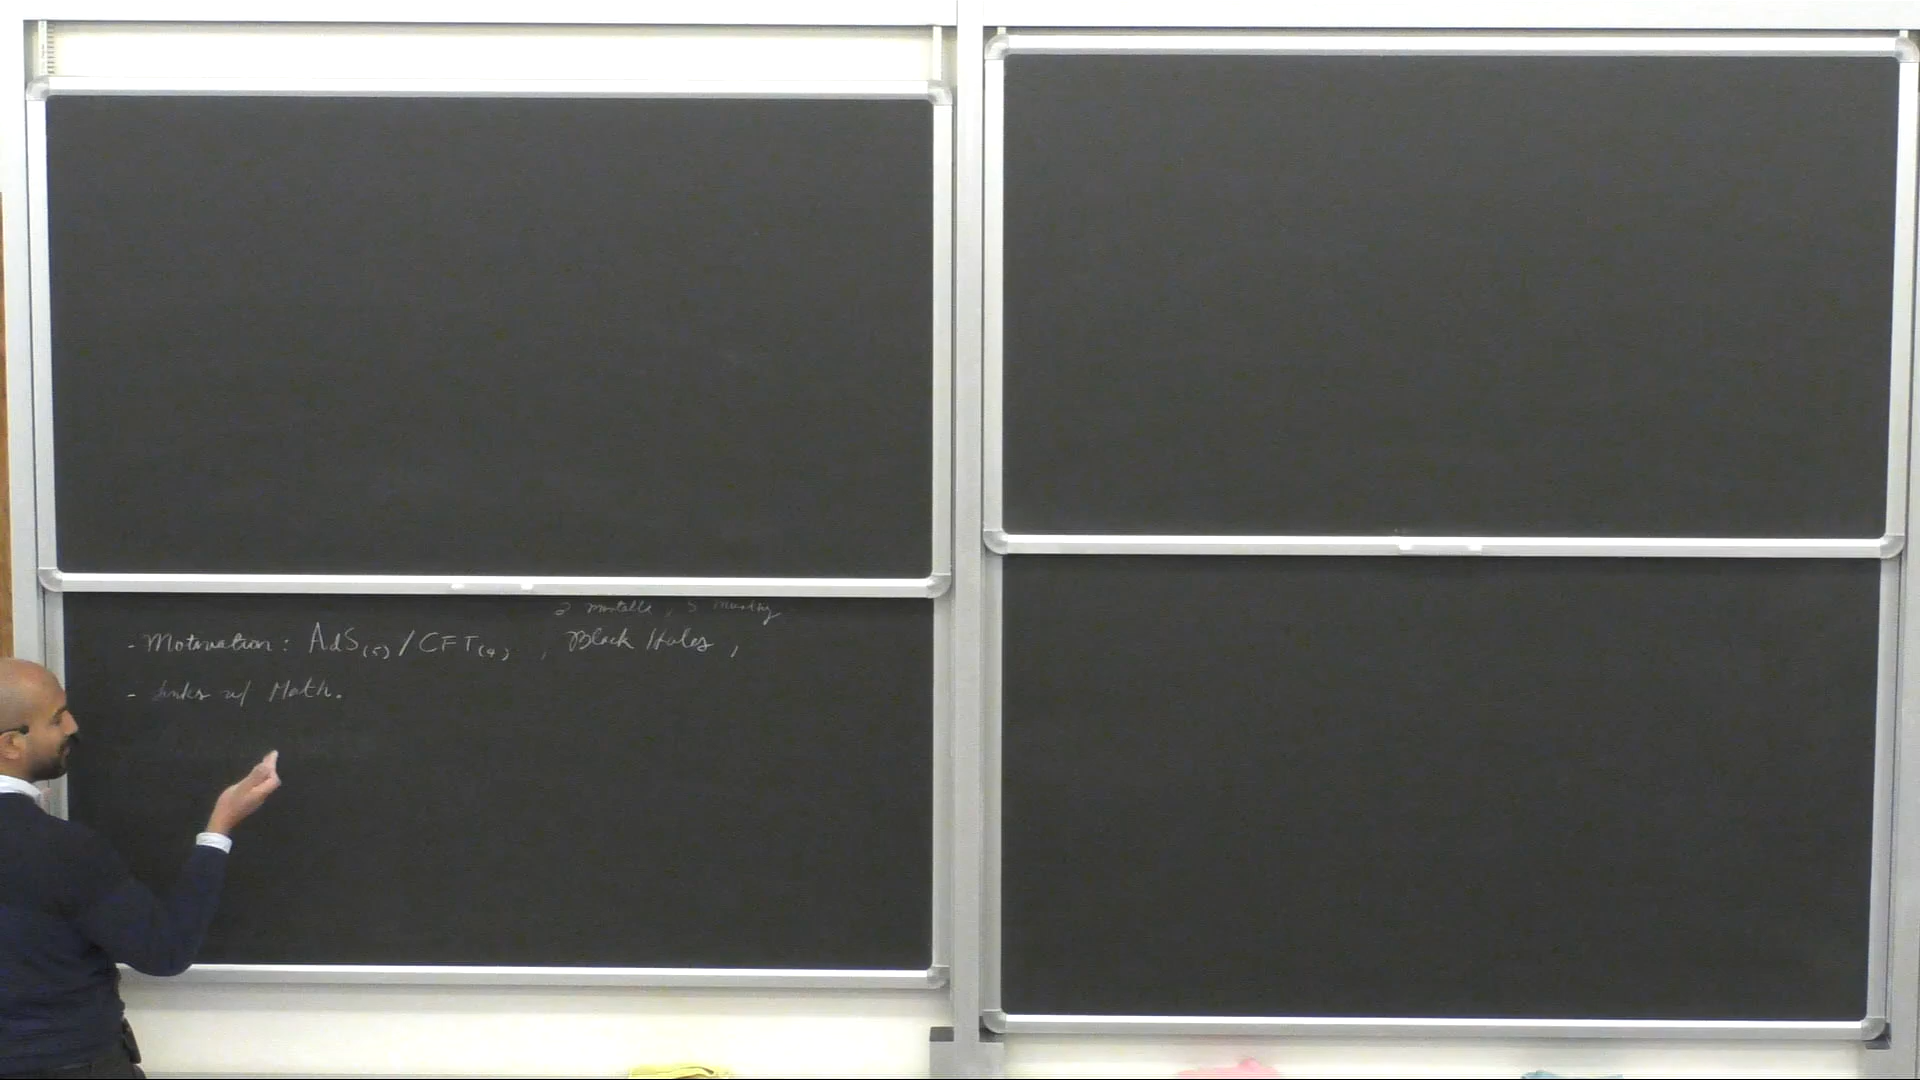 - Motivation: AdS(5)/CFT(4), Black Holes,
- Links w/ Math.